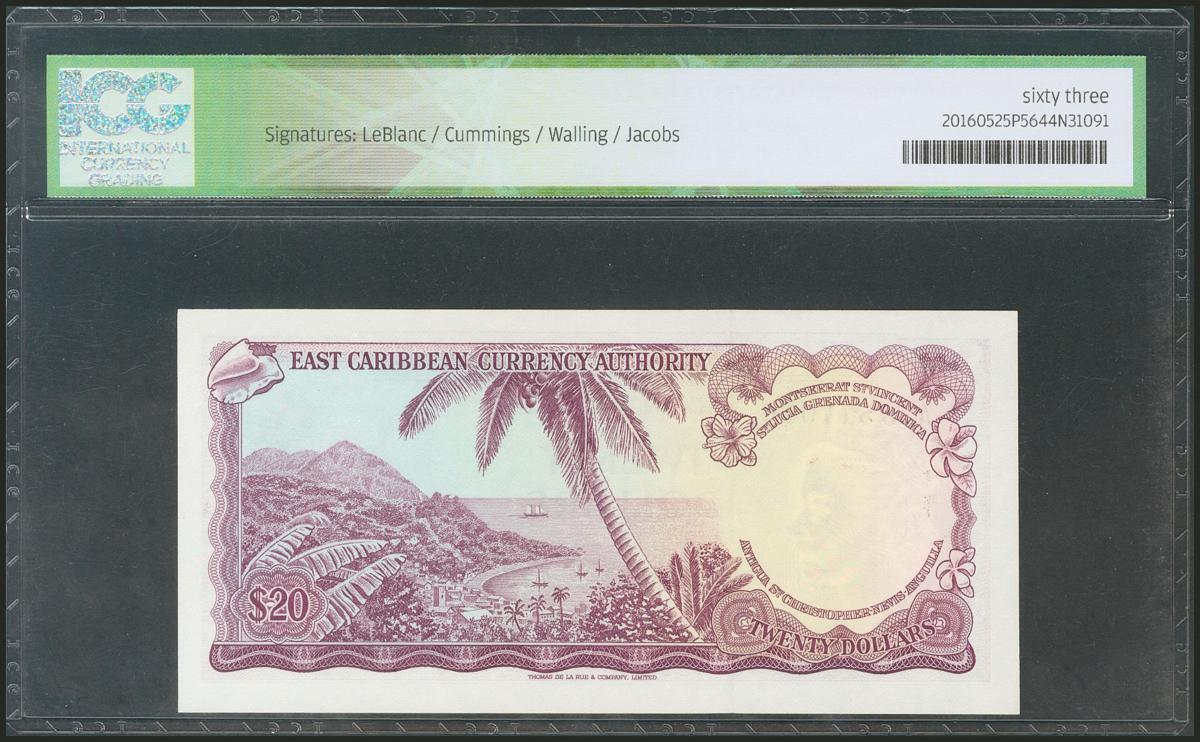 ICG
INTERNATIONAL
CURRENCY
GRADING
Signatures: LeBlanc / Cummings / Walling / Jacobs
sixty three
20160525P5644N31091
EAST CARIBBEAN CURRENCY AUTHORITY
MONTSERRAT ST VINCENT
ST LUCIA GRENADA DOMINICA
ANTIGUA ST CHRISTOPHER-NEVIS-ANGUILLA
$20
TWENTY DOLLARS
THOMAS DE LA RUE & COMPANY, LIMITED.